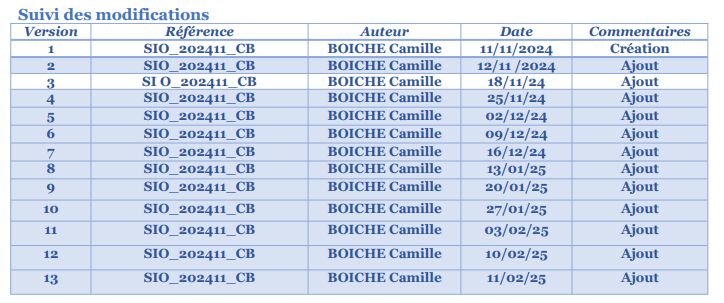 Suivi des modifications
Version Référence Auteur Date Commentaires
1 SIO_202411_CB BOICHE Camille 11/11/2024 Création
2 SIO_202411_CB BOICHE Camille 12/11 /2024 Ajout
3 SI O_202411_CB BOICHE Camille 18/11/24 Ajout
4 SIO_202411_CB BOICHE Camille 25/11/24 Ajout
5 SIO_202411_CB BOICHE Camille 02/12/24 Ajout
6 SIO_202411_CB BOICHE Camille 09/12/24 Ajout
7 SIO_202411_CB BOICHE Camille 16/12/24 Ajout
8 SIO_202411_CB BOICHE Camille 13/01/25 Ajout
9 SIO_202411_CB BOICHE Camille 20/01/25 Ajout
10 SIO_202411_CB BOICHE Camille 27/01/25 Ajout
11 SIO_202411_CB BOICHE Camille 03/02/25 Ajout
12 SIO_202411_CB BOICHE Camille 10/02/25 Ajout
13 SIO_202411_CB BOICHE Camille 11/02/25 Ajout